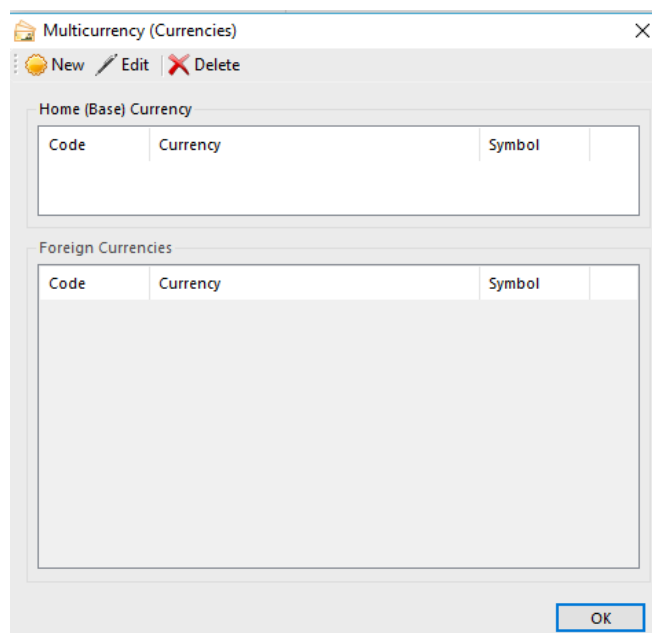 Multicurrency (Currencies)
New Edit Delete
Home (Base) Currency
Code Currency Symbol
Foreign Currencies
Code Currency Symbol
OK